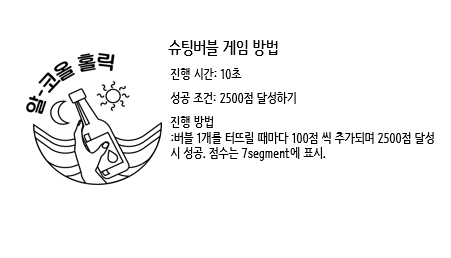 알-코올 홀릭
슈팅버블 게임 방법
진행 시간: 10초
성공 조건: 2500점 달성하기
진행 방법
:버블 1개를 터뜨릴 때마다 100점 씩 추가되며 2500점 달성
시 성공. 점수는 7segment에 표시.